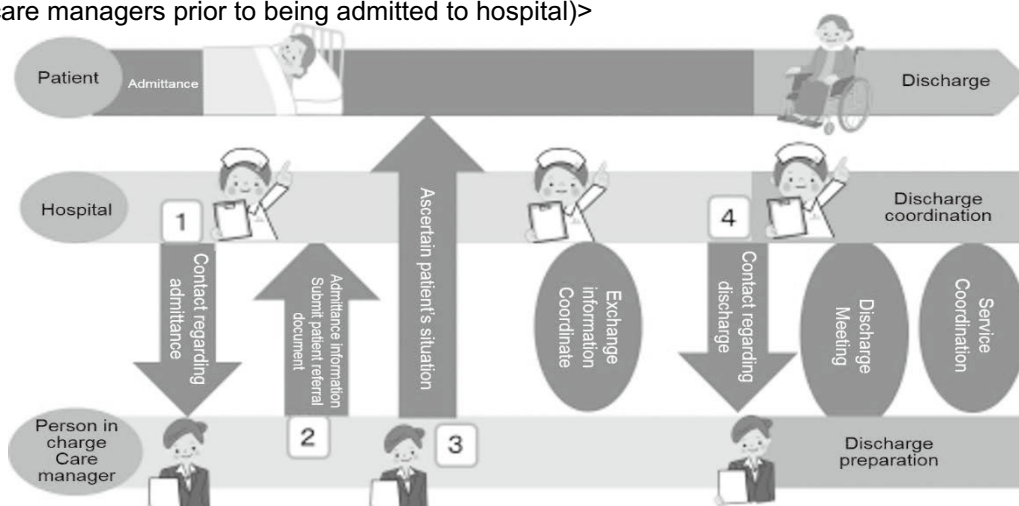 care managers prior to being admitted to hospital)>
Patient
Admittance
Discharge
Hospital
1
4
Discharge
coordination
Contact regarding
admittance
Admittance information
Submit patient referral
document
Ascertain patient's situation
Exchange
information
Coordinate
Contact regarding
discharge
Discharge
Meeting
Service
Coordination
Person in
charge
Care
manager
2
3
Discharge
preparation